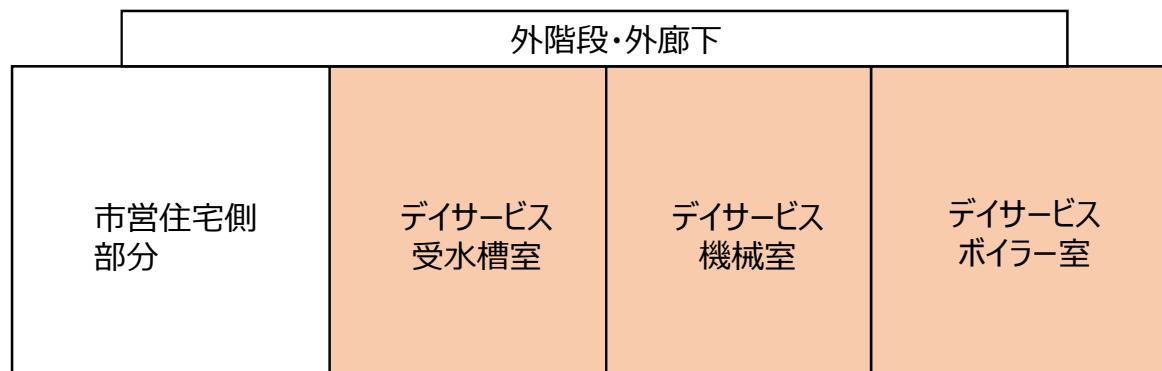 外階段・外廊下
市営住宅側
部分
デイサービス
受水槽室
デイサービス
機械室
デイサービス
ボイラー室